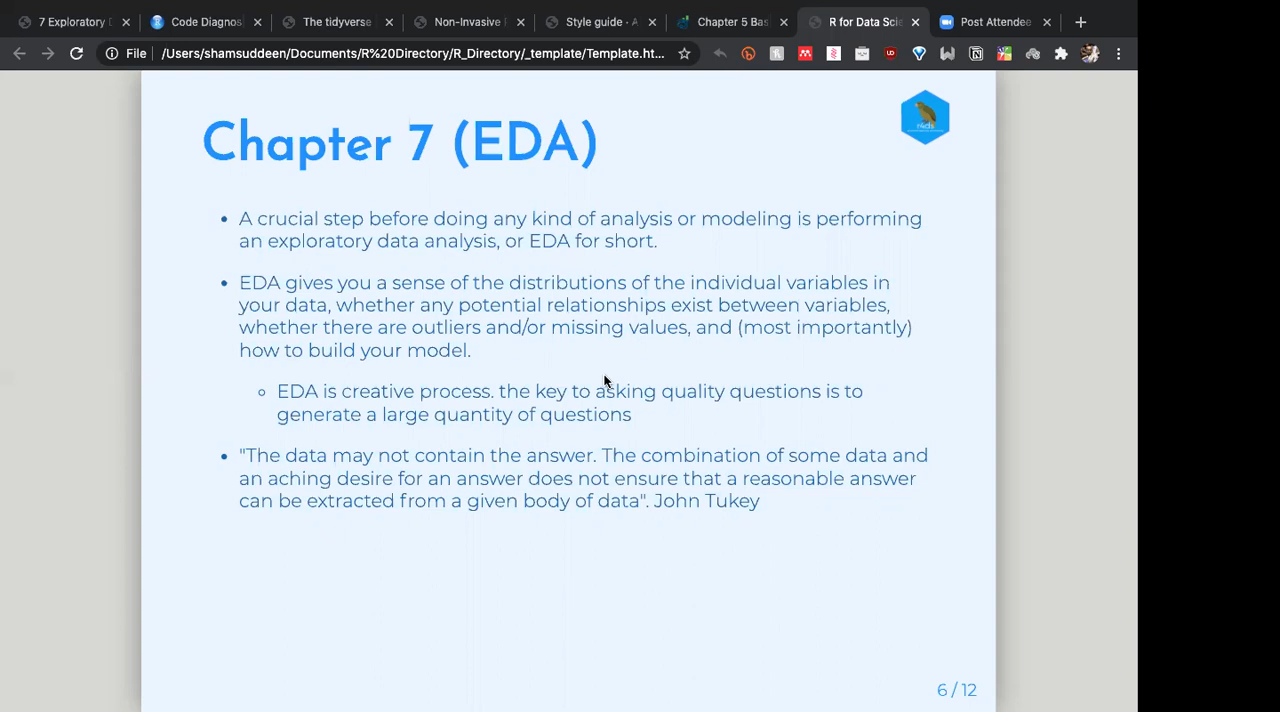 7 Exploratory D
Code Diagnos
The tidyverse
Non-Invasive
Style guide · A
Chapter 5 Bas
R for Data Scie
Post Attendee
File
/Users/shamsuddeen/Documents/R%20Directory/R_Directory/_template/Template.ht...
Chapter 7 (EDA)
• A crucial step before doing any kind of analysis or modeling is performing
an exploratory data analysis, or EDA for short.
• EDA gives you a sense of the distributions of the individual variables in
your data, whether any potential relationships exist between variables,
whether there are outliers and/or missing values, and (most importantly)
how to build your model.
◦ EDA is creative process. the key to asking quality questions is to
generate a large quantity of questions
• "The data may not contain the answer. The combination of some data and
an aching desire for an answer does not ensure that a reasonable answer
can be extracted from a given body of data". John Tukey
6 / 12